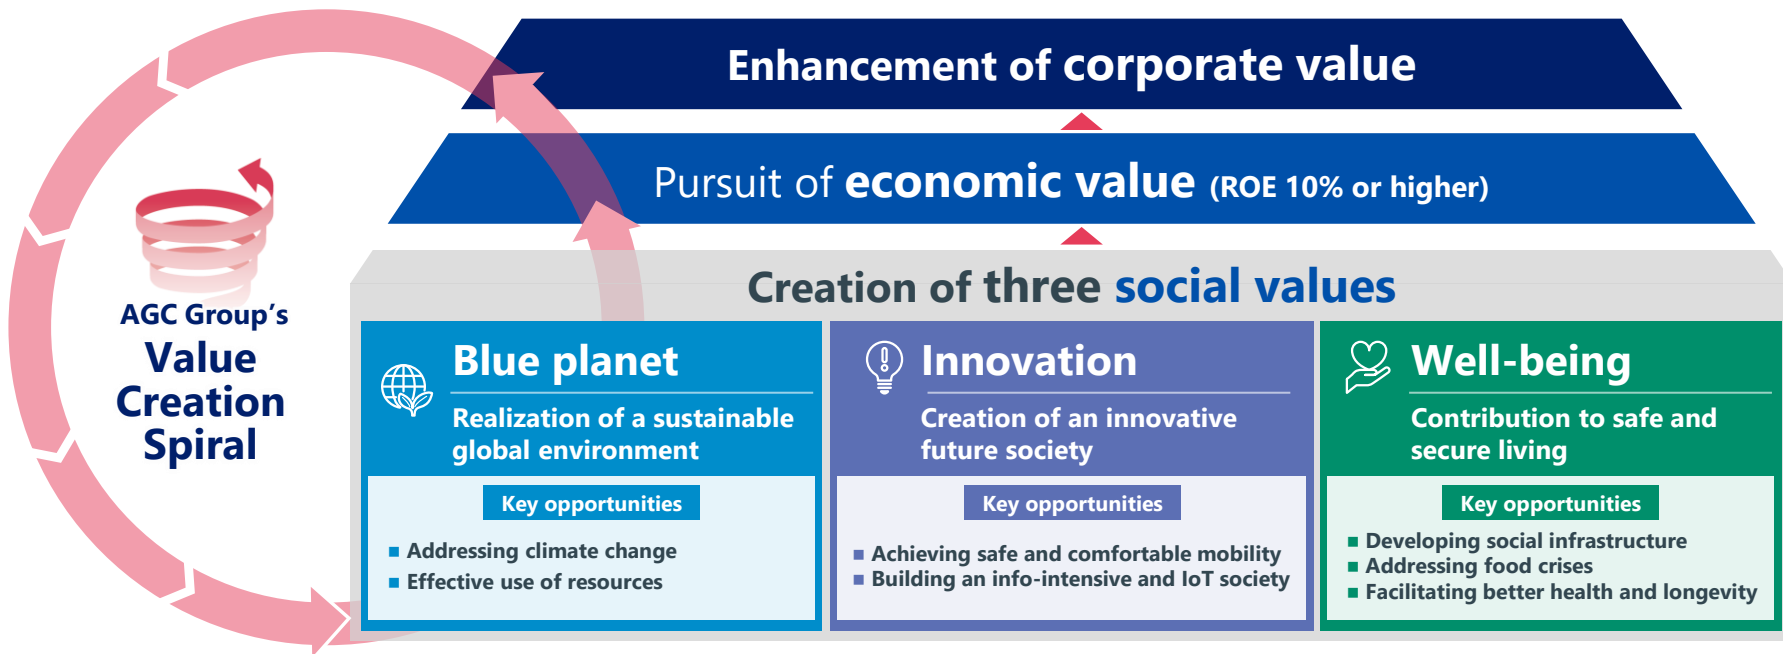 Enhancement of corporate value
Pursuit of economic value (ROE 10% or higher)
AGC Group’s
Value
Creation
Spiral
Creation of three social values
Blue planet
Realization of a sustainable
global environment
Key opportunities
■ Addressing climate change
■ Effective use of resources
Innovation
Creation of an innovative
future society
Key opportunities
■ Achieving safe and comfortable mobility
■ Building an info-intensive and IoT society
Well-being
Contribution to safe and
secure living
Key opportunities
■ Developing social infrastructure
■ Addressing food crises
■ Facilitating better health and longevity